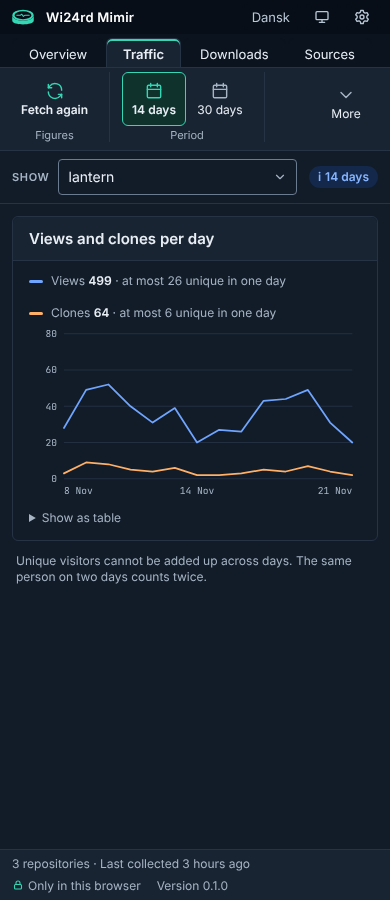 Wi24rd Mimir
Dansk
Overview
Traffic
Downloads
Sources
Fetch again
Figures
14 days
30 days
Period
More
SHOW
lantern
i 14 days
Views and clones per day
Views 499 · at most 26 unique in one day
Clones 64 · at most 6 unique in one day
80
60
40
20
0
8 Nov
14 Nov
21 Nov
Show as table
Unique visitors cannot be added up across days. The same
person on two days counts twice.
3 repositories · Last collected 3 hours ago
Only in this browser
Version 0.1.0